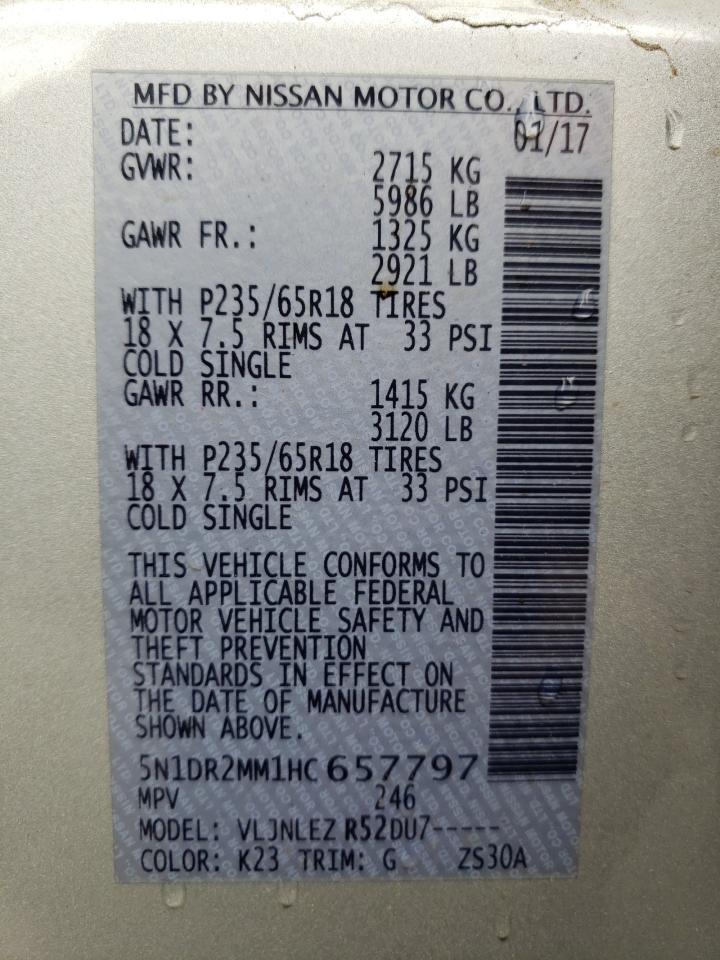 MFD BY NISSAN MOTOR CO., LTD.
DATE: 01/17
GVWR: 2715 KG
5986 LB
GAWR FR.: 1325 KG
2921 LB
WITH P235/65R18 TIRES
18 X 7.5 RIMS AT 33 PSI
COLD SINGLE
GAWR RR.: 1415 KG
3120 LB
WITH P235/65R18 TIRES
18 X 7.5 RIMS AT 33 PSI
COLD SINGLE
THIS VEHICLE CONFORMS TO
ALL APPLICABLE FEDERAL
MOTOR VEHICLE SAFETY AND
THEFT PREVENTION
STANDARDS IN EFFECT ON
THE DATE OF MANUFACTURE
SHOWN ABOVE.
5N1DR2MM1HC 657797
MPV 246
MODEL: VLJNLEZ R52DU7-----
COLOR: K23 TRIM: G ZS30A